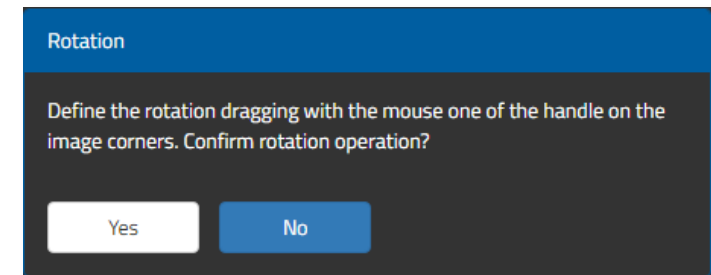 Rotation
Define the rotation dragging with the mouse one of the handle on the
image corners. Confirm rotation operation?
Yes
No